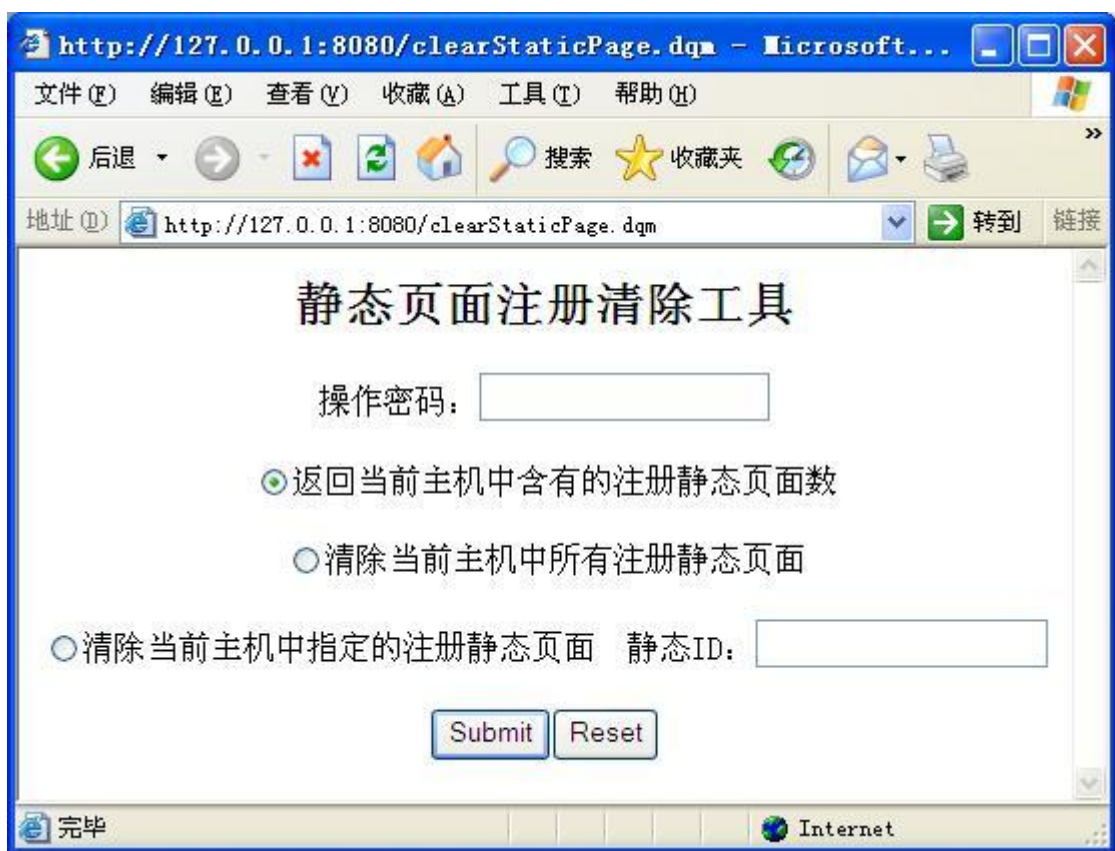 http://127.0.0.1:8080/clearStaticPage.dqm - Microsoft...
文件(F) 编辑(E) 查看(V) 收藏(A) 工具(T) 帮助(H)
后退 搜索 收藏夹 »
地址(D) http://127.0.0.1:8080/clearStaticPage.dqm 转到 链接
静态页面注册清除工具
操作密码：
返回当前主机中含有的注册静态页面数
清除当前主机中所有注册静态页面
清除当前主机中指定的注册静态页面 静态ID：
Submit Reset
完毕 Internet